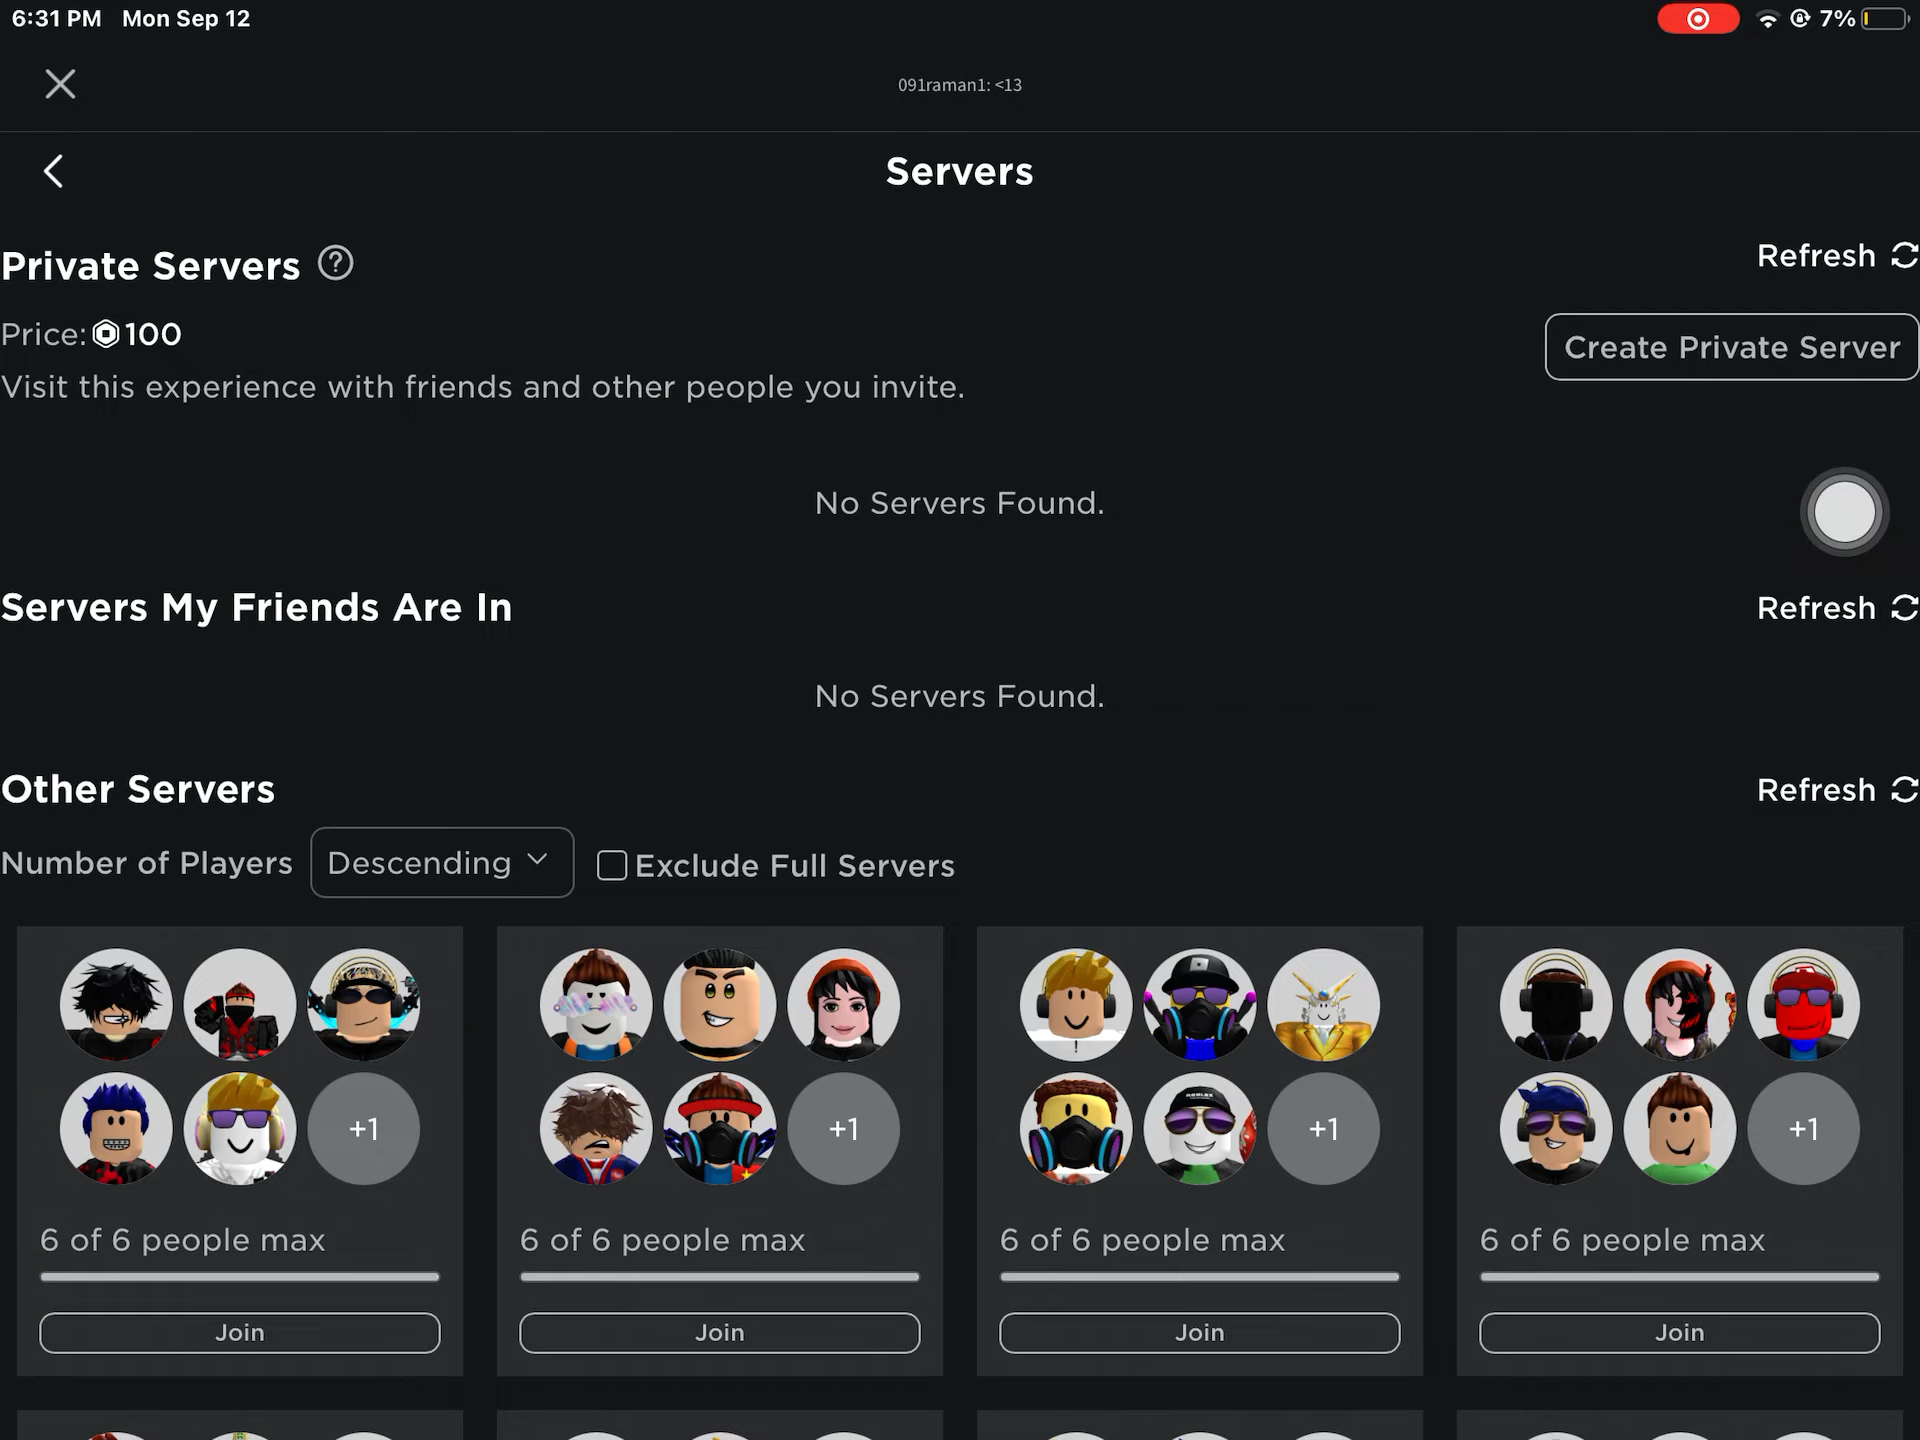 6:31 PM Mon Sep 12
7%
091raman1: <13
Servers
Private Servers
Refresh
Price: 100
Create Private Server
Visit this experience with friends and other people you invite.
No Servers Found.
Servers My Friends Are In
Refresh
No Servers Found.
Other Servers
Refresh
Number of Players Descending Exclude Full Servers
+1 +1 +1 +1
6 of 6 people max 6 of 6 people max 6 of 6 people max 6 of 6 people max
Join Join Join Join